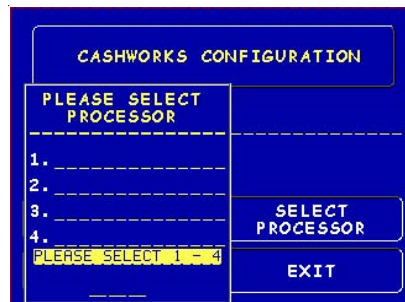 CASHWORKS CONFIGURATION
PLEASE SELECT
PROCESSOR
1.
2.
3.
4.
PLEASE SELECT 1 - 4
SELECT
PROCESSOR
EXIT